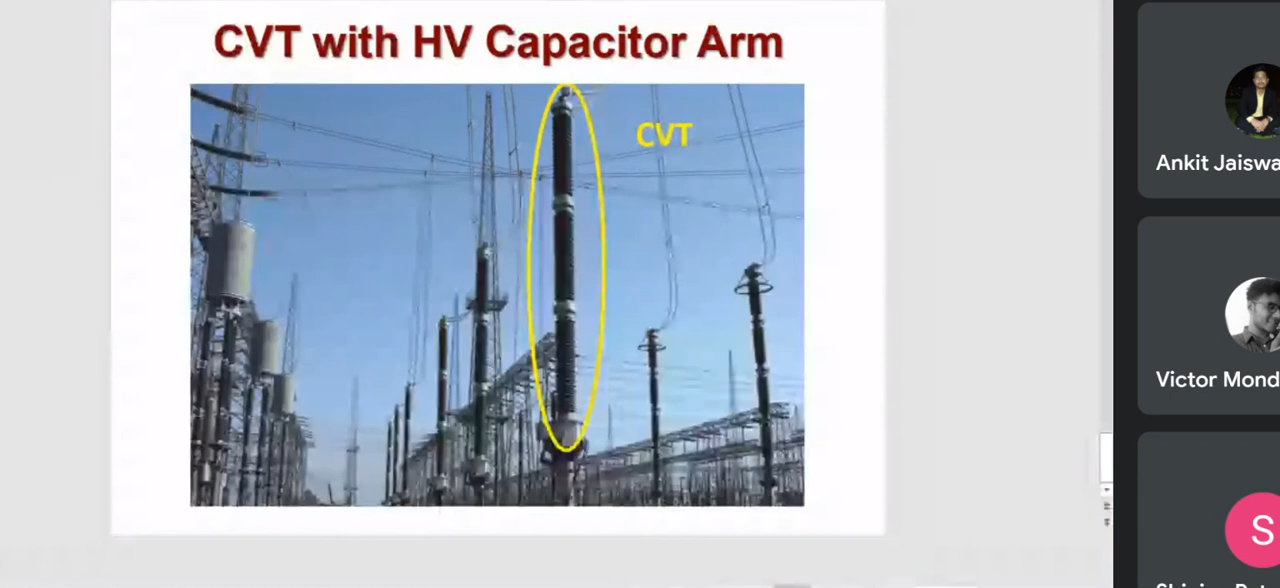 CVT with HV Capacitor Arm
CVT
Ankit Jaiswa
Victor Mond
S